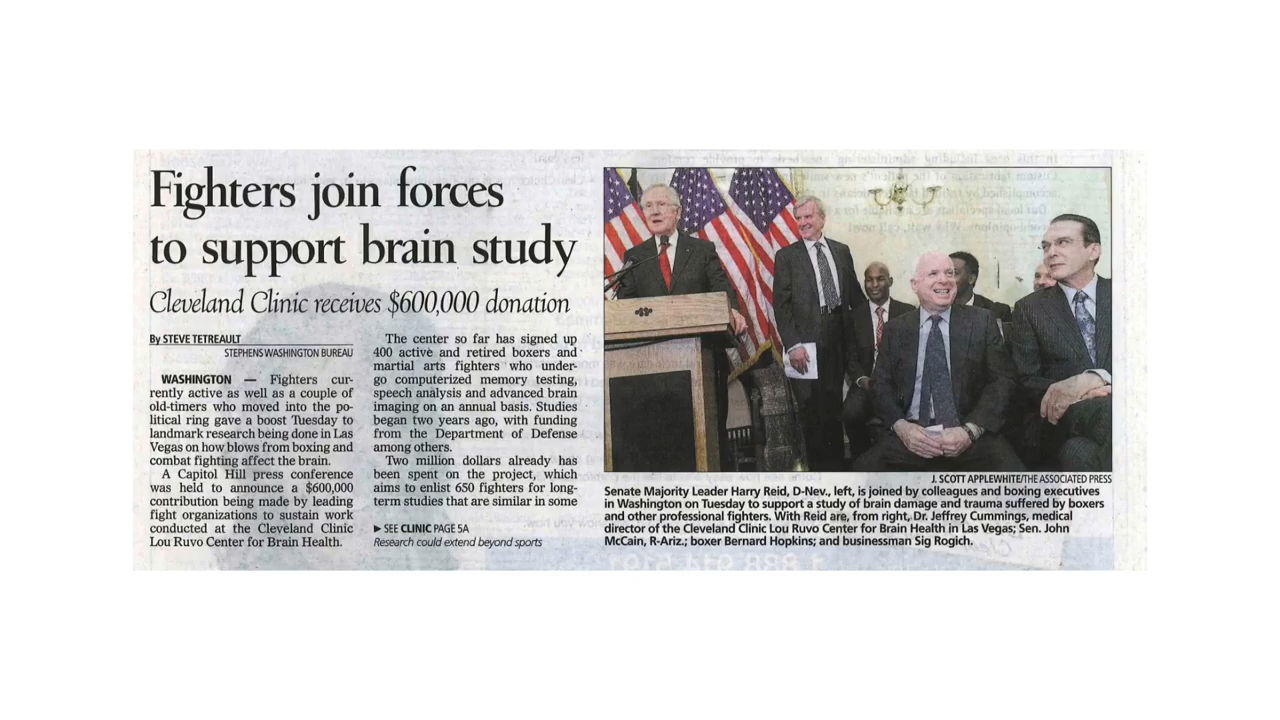 Fighters join forces
to support brain study
Cleveland Clinic receives $600,000 donation
By STEVE TETREAULT
STEPHENS WASHINGTON BUREAU
WASHINGTON — Fighters cur-
rently active as well as a couple of
old-timers who moved into the po-
litical ring gave a boost Tuesday to
landmark research being done in Las
Vegas on how blows from boxing and
combat fighting affect the brain.
A Capitol Hill press conference
was held to announce a $600,000
contribution being made by leading
fight organizations to sustain work
conducted at the Cleveland Clinic
Lou Ruvo Center for Brain Health.
The center so far has signed up
400 active and retired boxers and
martial arts fighters who under-
go computerized memory testing,
speech analysis and advanced brain
imaging on an annual basis. Studies
began two years ago, with funding
from the Department of Defense
among others.
Two million dollars already has
been spent on the project, which
aims to enlist 650 fighters for long-
term studies that are similar in some
► SEE CLINIC PAGE 5A
Research could extend beyond sports
J. SCOTT APPLEWHITE/THE ASSOCIATED PRESS
Senate Majority Leader Harry Reid, D-Nev., left, is joined by colleagues and boxing executives
in Washington on Tuesday to support a study of brain damage and trauma suffered by boxers
and other professional fighters. With Reid are, from right, Dr. Jeffrey Cummings, medical
director of the Cleveland Clinic Lou Ruvo Center for Brain Health in Las Vegas; Sen. John
McCain, R-Ariz.; boxer Bernard Hopkins; and businessman Sig Rogich.